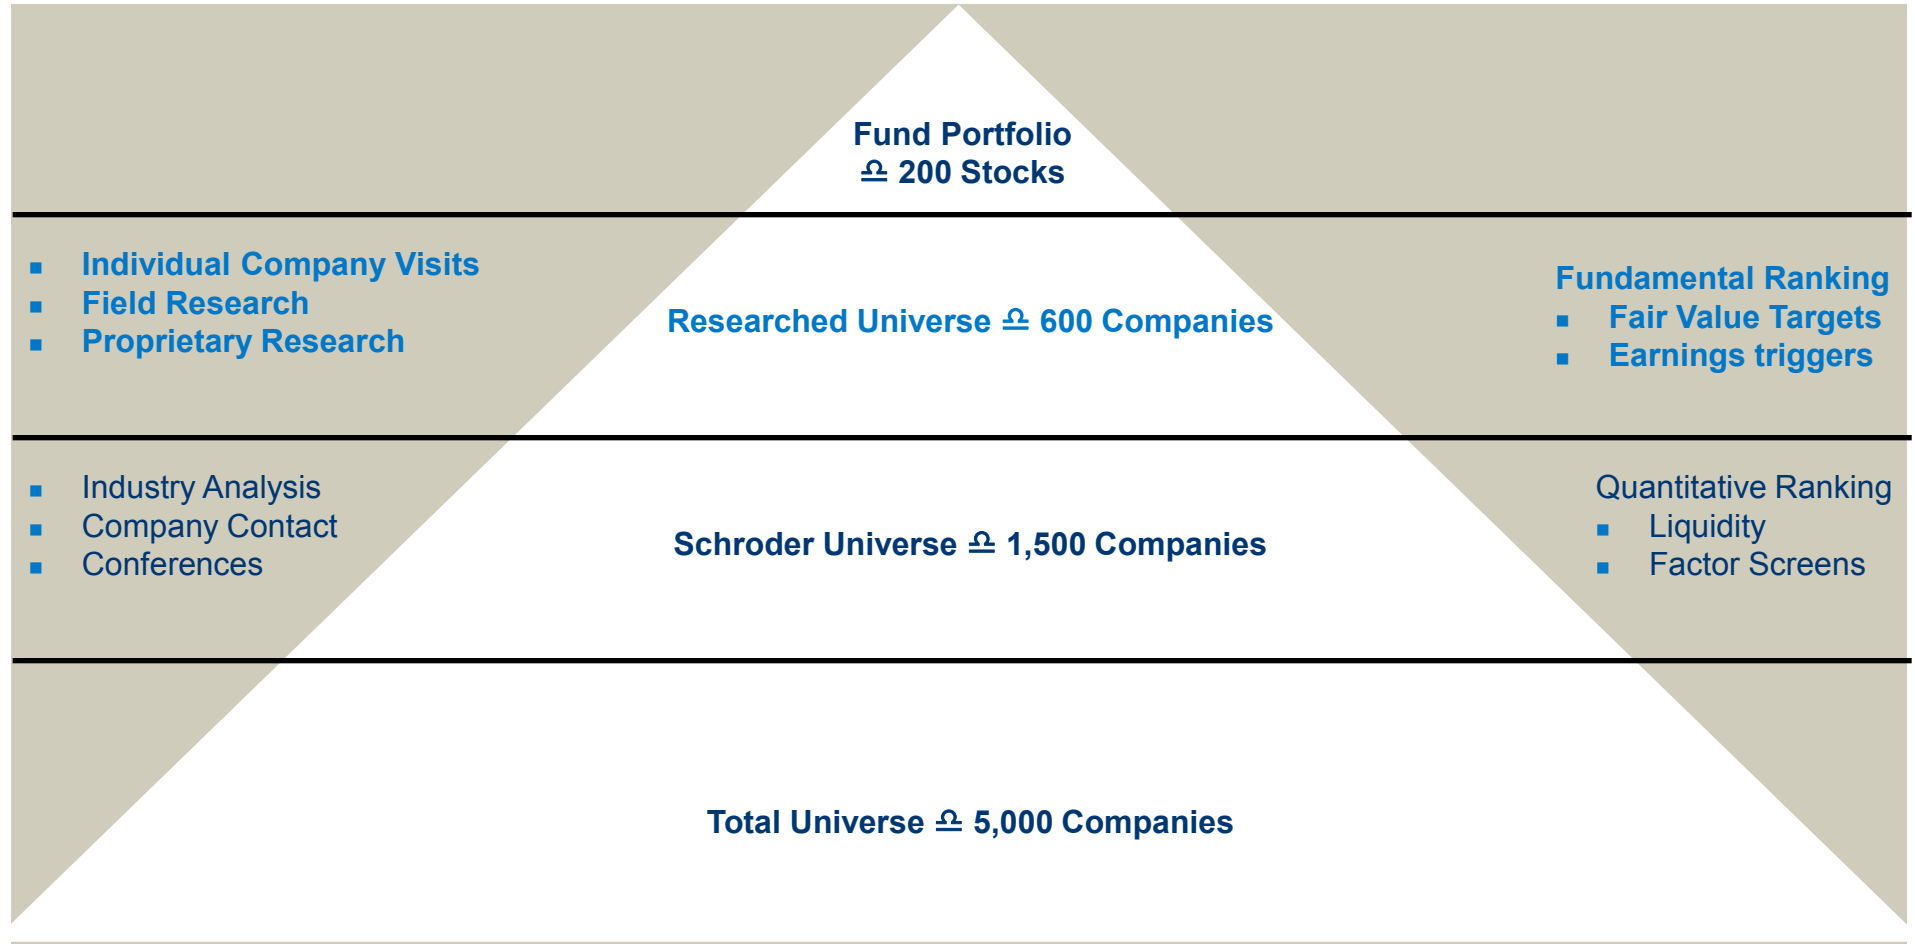 Fund Portfolio
♎ 200 Stocks
▪ Individual Company Visits
▪ Field Research
▪ Proprietary Research
Researched Universe ♎ 600 Companies
Fundamental Ranking
▪ Fair Value Targets
▪ Earnings triggers
▪ Industry Analysis
▪ Company Contact
▪ Conferences
Schroder Universe ♎ 1,500 Companies
Quantitative Ranking
▪ Liquidity
▪ Factor Screens
Total Universe ♎ 5,000 Companies